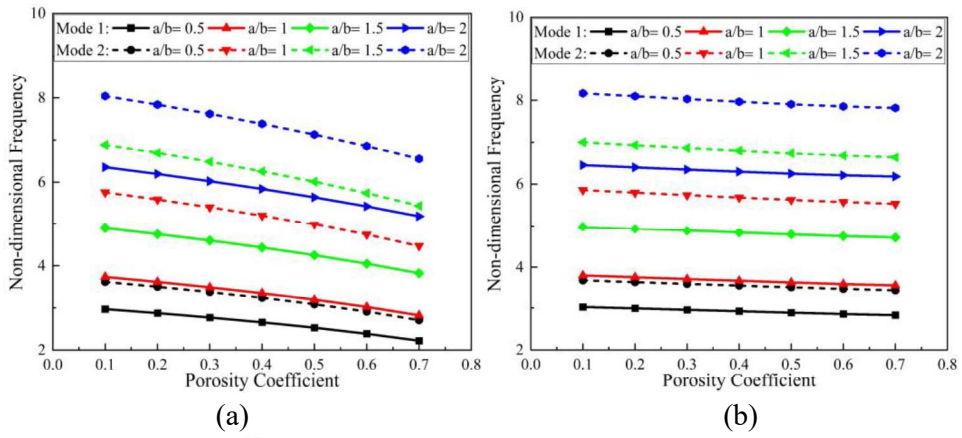 10
Mode 1: a/b= 0.5 a/b= 1 a/b= 1.5 a/b= 2
Mode 2: a/b= 0.5 a/b= 1 a/b= 1.5 a/b= 2
8
6
4
2
Non-dimensional Frequency
0.0 0.1 0.2 0.3 0.4 0.5 0.6 0.7 0.8
Porosity Coefficient
(a)
10
Mode 1: a/b= 0.5 a/b= 1 a/b= 1.5 a/b= 2
Mode 2: a/b= 0.5 a/b= 1 a/b= 1.5 a/b= 2
8
6
4
2
Non-dimensional Frequency
0.0 0.1 0.2 0.3 0.4 0.5 0.6 0.7 0.8
Porosity Coefficient
(b)